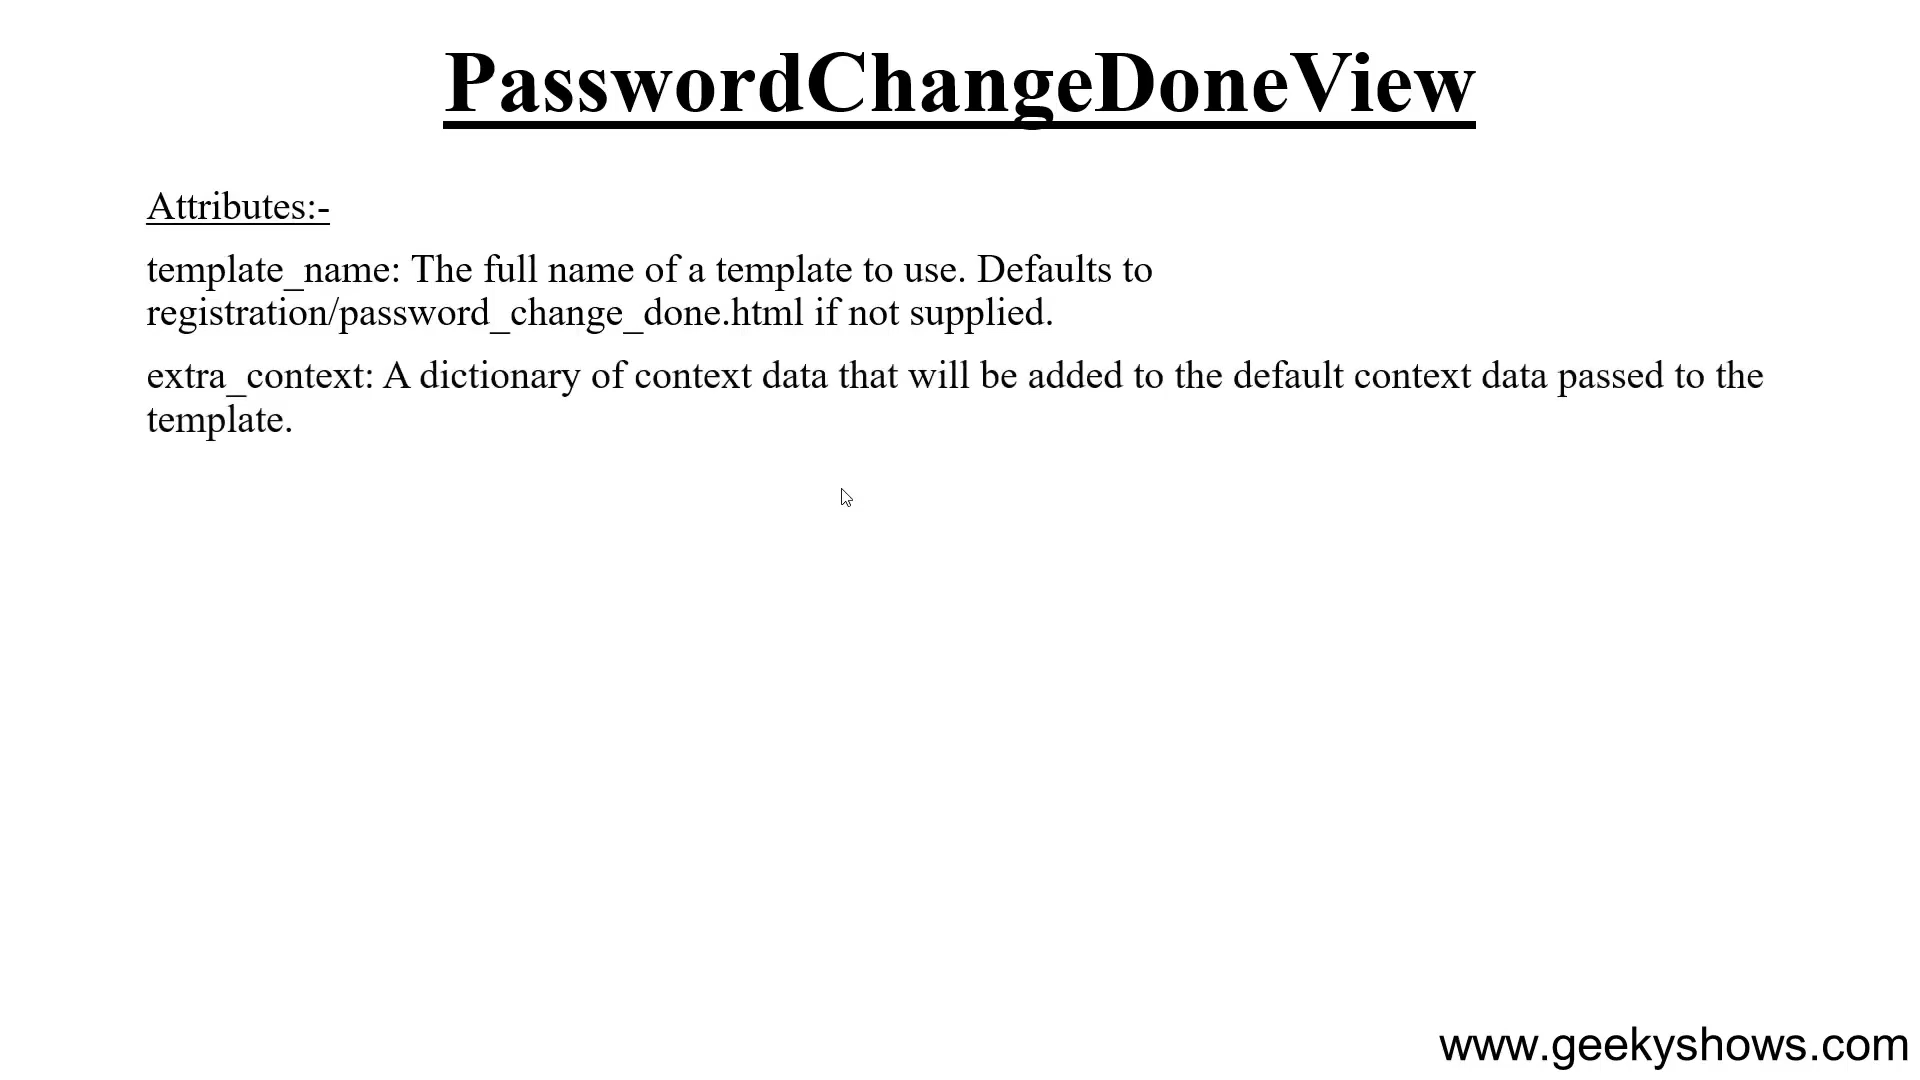 PasswordChangeDoneView
Attributes:-
template_name: The full name of a template to use. Defaults to
registration/password_change_done.html if not supplied.
extra_context: A dictionary of context data that will be added to the default context data passed to the
template.
www.geekyshows.com